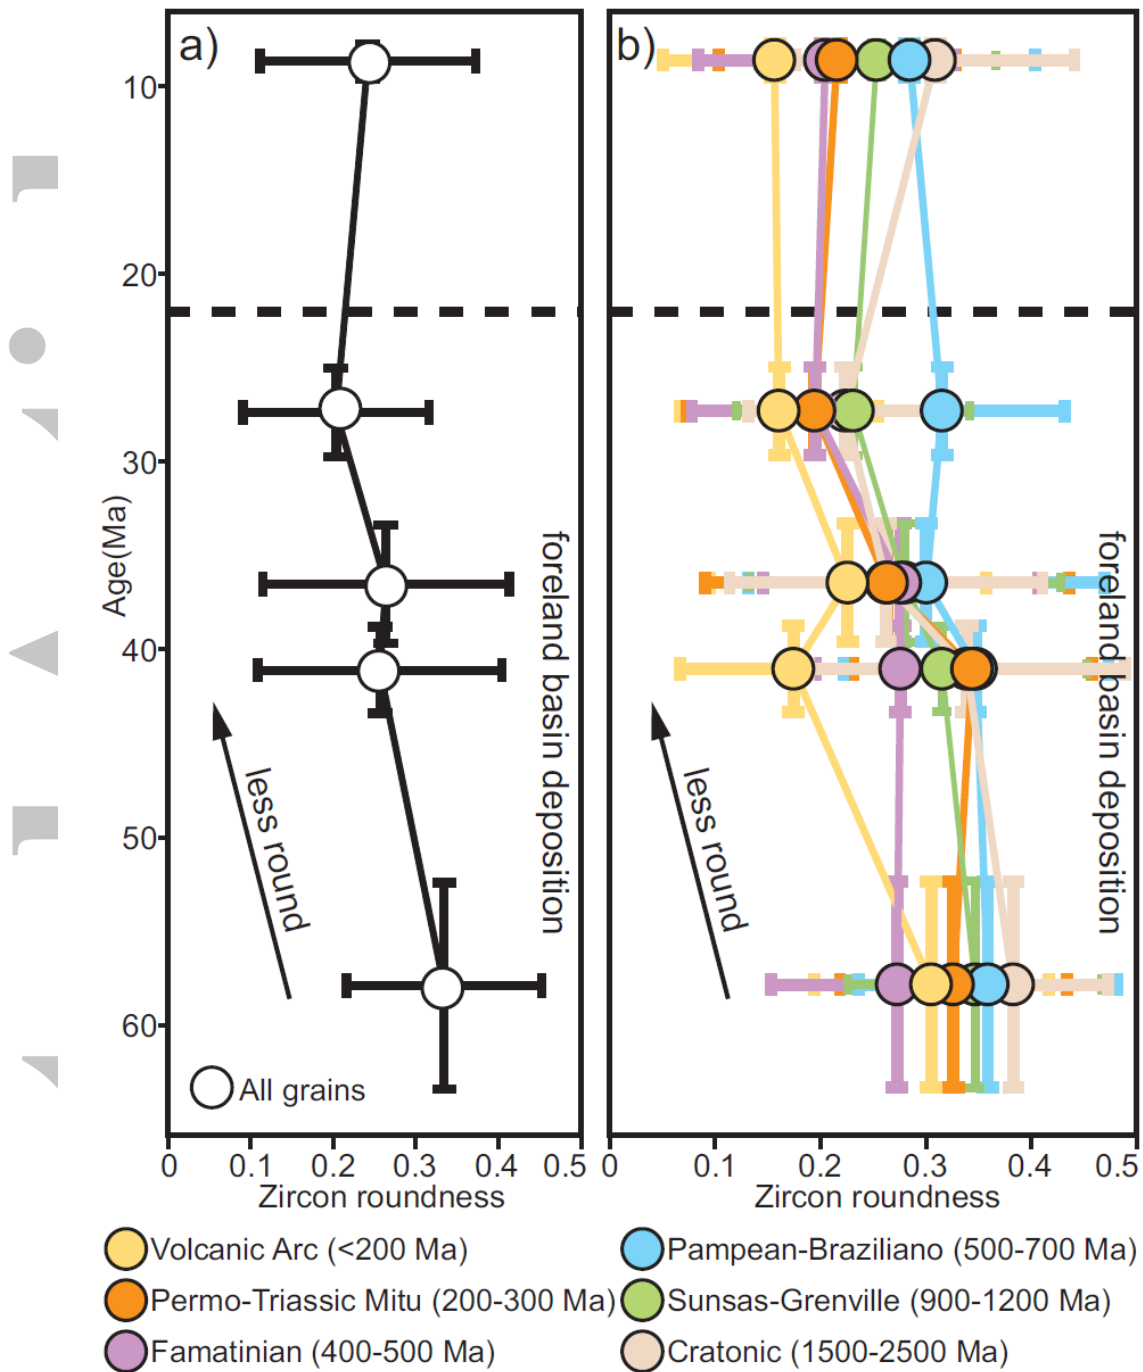 a)
b)
10
20
30
40
50
60
Age(Ma)
foreland basin deposition
foreland basin deposition
less round
less round
All grains
0 0.1 0.2 0.3 0.4 0.5
0 0.1 0.2 0.3 0.4 0.5
Zircon roundness
Zircon roundness
Volcanic Arc (<200 Ma)
Pampean-Braziliano (500-700 Ma)
Permo-Triassic Mitu (200-300 Ma)
Sunsas-Grenville (900-1200 Ma)
Famatinian (400-500 Ma)
Cratonic (1500-2500 Ma)